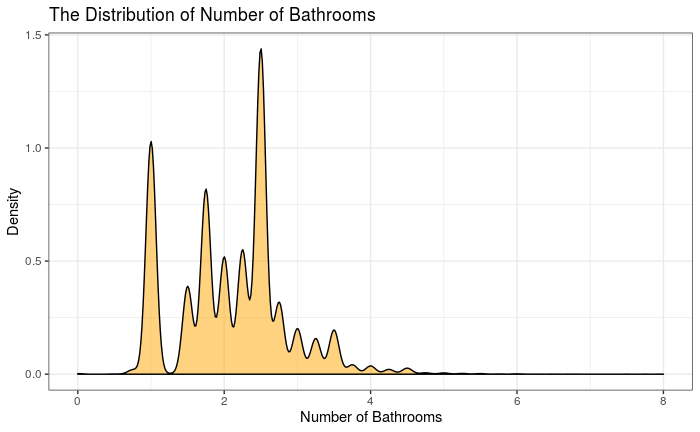 The Distribution of Number of Bathrooms
1.5
1.0
0.5
0.0
Density
0 2 4 6 8
Number of Bathrooms